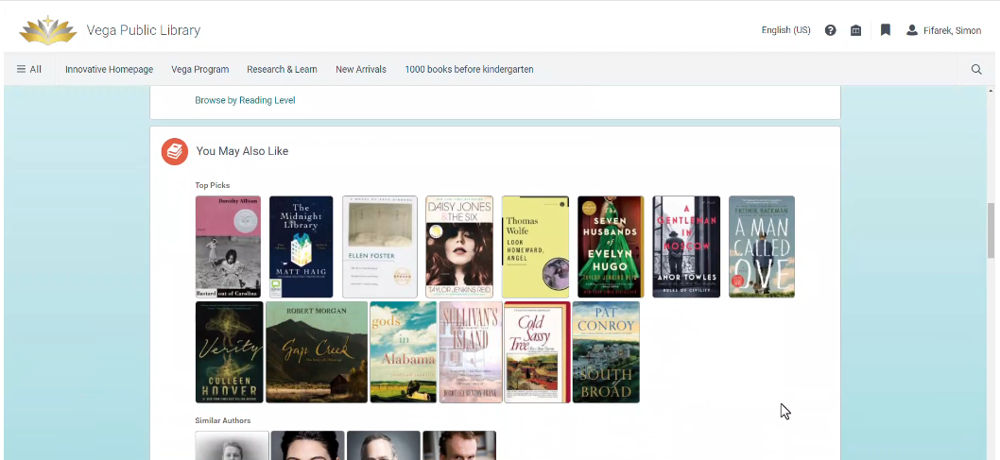 Vega Public Library
English (US)
Fifarek, Simon
All
Innovative Homepage
Vega Program
Research & Learn
New Arrivals
1000 books before kindergarten
Browse by Reading Level
You May Also Like
Top Picks
Dorothy Allison
Bastard out of Carolina
The
Midnight
Library
MATT HAIG
A NOVEL BY KAYE GIBBONS
ELLEN FOSTER
DAISY JONES
& THE SIX
TAYLOR JENKINS REID
Thomas
Wolfe
LOOK
HOMEWARD,
ANGEL
The
SEVEN
HUSBANDS
of
EVELYN
HUGO
TAYLOR JENKINS REID
A
GENTLEMAN
IN
MOSCOW
AMOR TOWLES
RULES OF CIVILITY
FREDRIK BACKMAN
A MAN
CALLED
OVE
Verity
COLLEEN
HOOVER
ROBERT MORGAN
Gap Creek
gods
in
Alabama
SULLIVAN'S
ISLAND
DOROTHEA BENTON FRANK
Cold
Sassy
Tree
PAT
CONROY
SOUTH
of
BROAD
Similar Authors